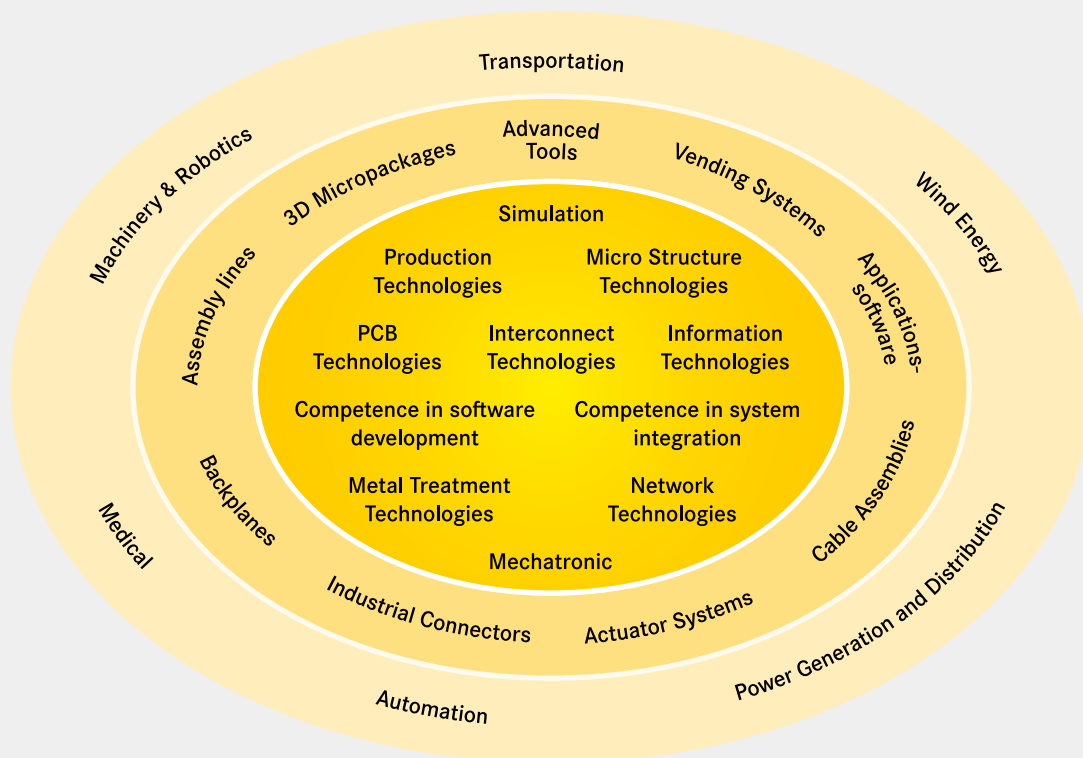 Transportation
Machinery & Robotics
Wind Energy
Medical
Power Generation and Distribution
Automation
Advanced
Tools
3D Micropackages
Vending Systems
Assembly lines
Applications-
software
Backplanes
Cable Assemblies
Industrial Connectors
Actuator Systems
Simulation
Production
Technologies
Micro Structure
Technologies
PCB
Technologies
Interconnect
Technologies
Information
Technologies
Competence in software
development
Competence in system
integration
Metal Treatment
Technologies
Network
Technologies
Mechatronic